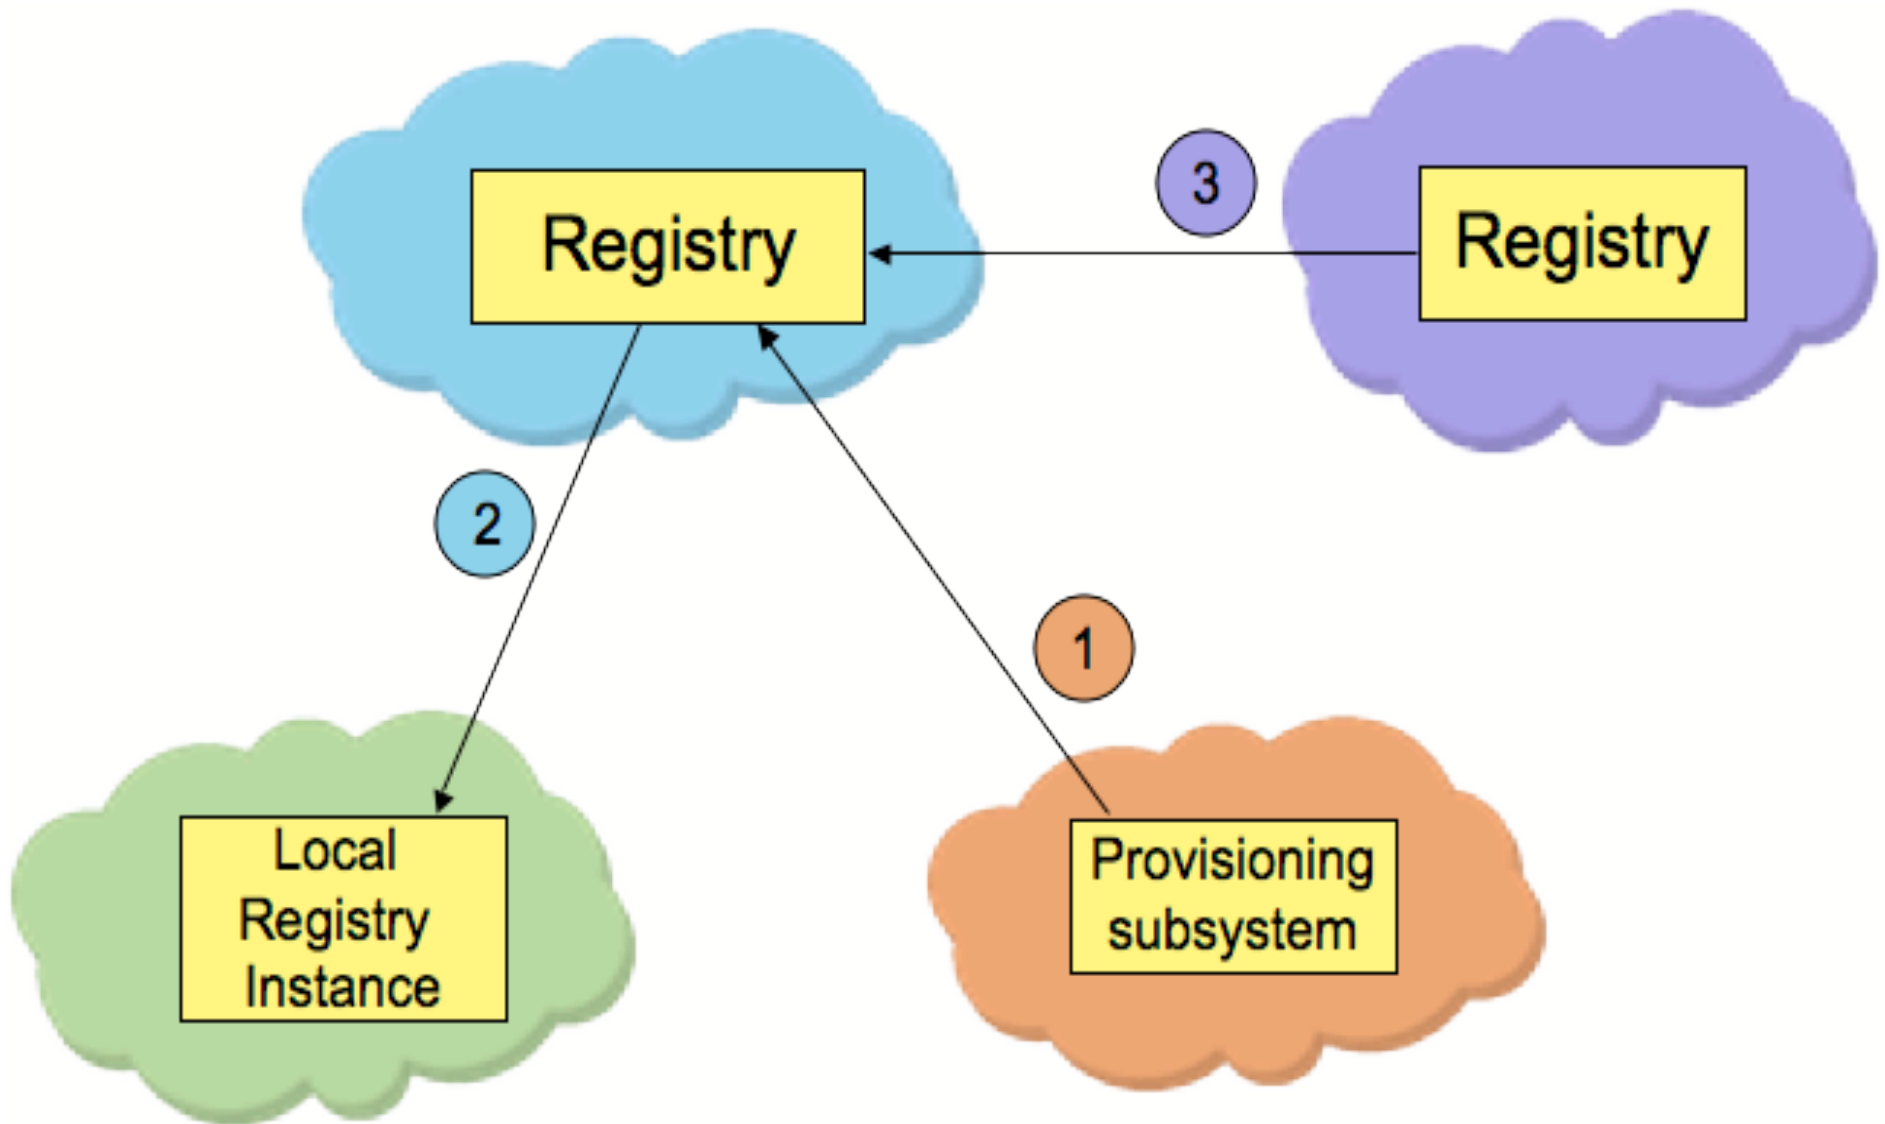 Registry
3
Registry
2
1
Local
Registry
Instance
Provisioning
subsystem